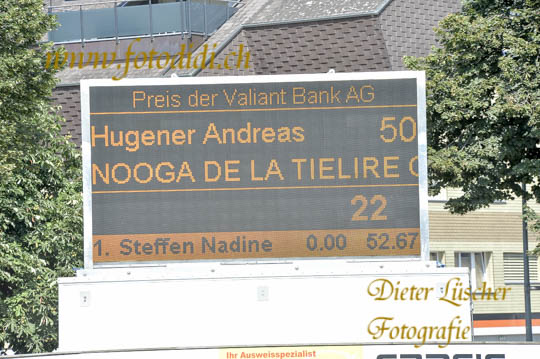 www.fotodidi.ch
Preis der Valiant Bank AG
Hugener Andreas 50
NOOGA DE LA TIELIRE
22
1. Steffen Nadine 0.00 52.67
Dieter Lüscher
Fotografie
Ihr Ausweisspezialist